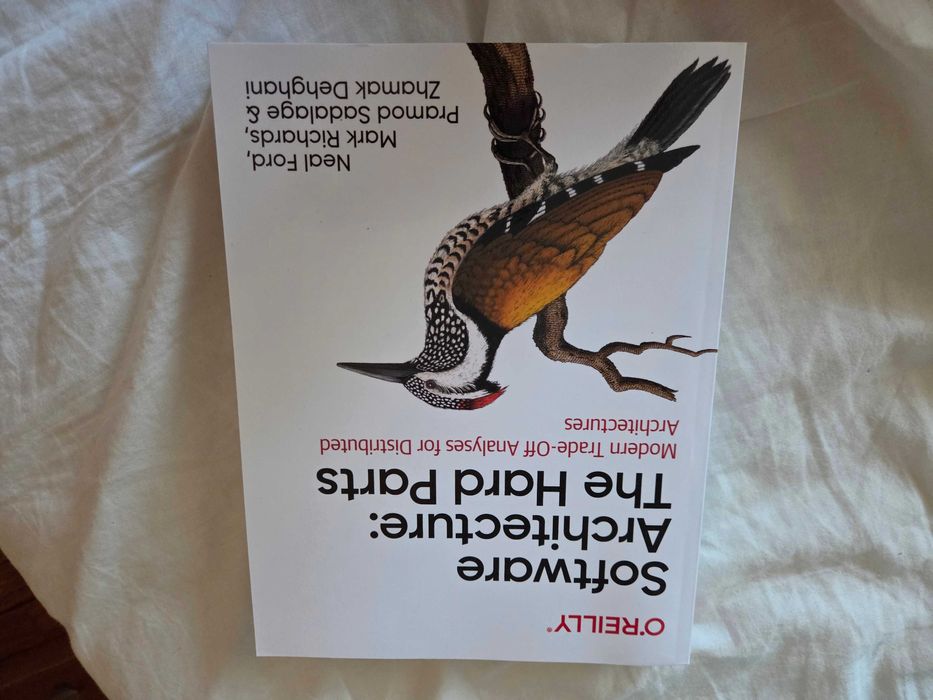 O'REILLY®
Software
Architecture:
The Hard Parts
Modern Trade-Off Analyses for Distributed
Architectures
Neal Ford,
Mark Richards,
Pramod Sadalage &
Zhamak Dehghani